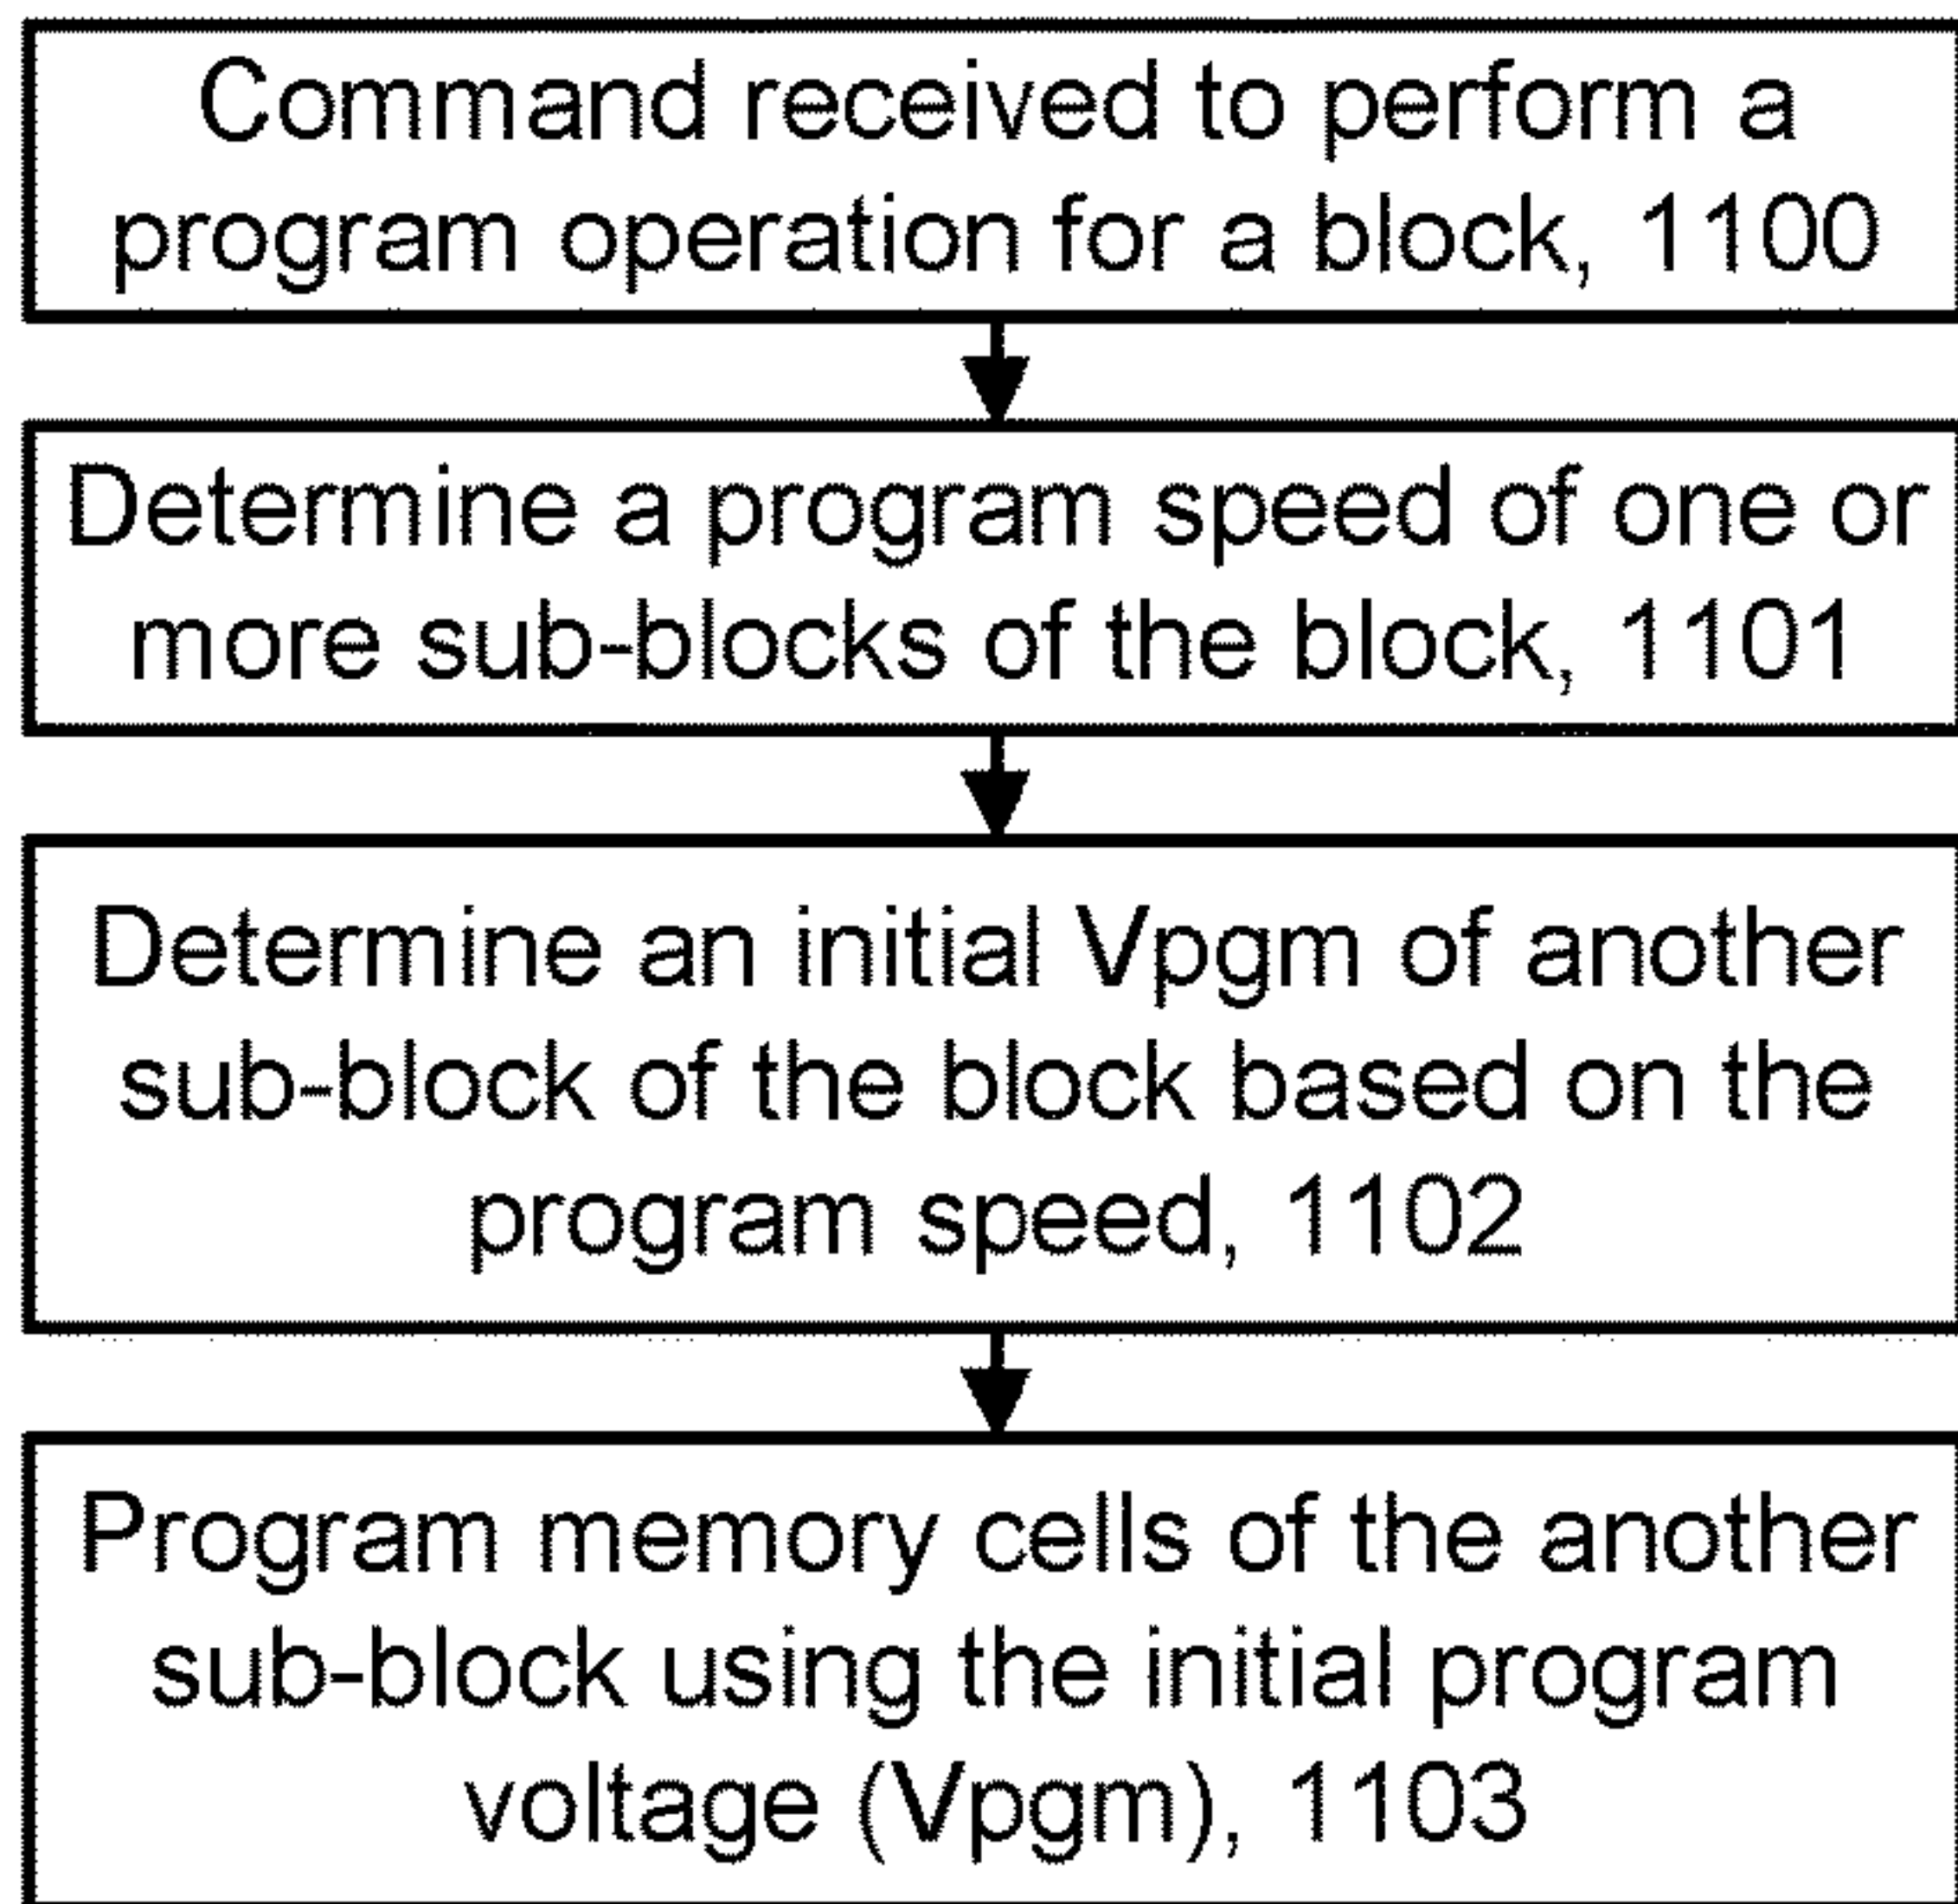 Command received to perform a
program operation for a block, 1100
Determine a program speed of one or
more sub-blocks of the block, 1101
Determine an initial Vpgm of another
sub-block of the block based on the
program speed, 1102
Program memory cells of the another
sub-block using the initial program
voltage (Vpgm), 1103